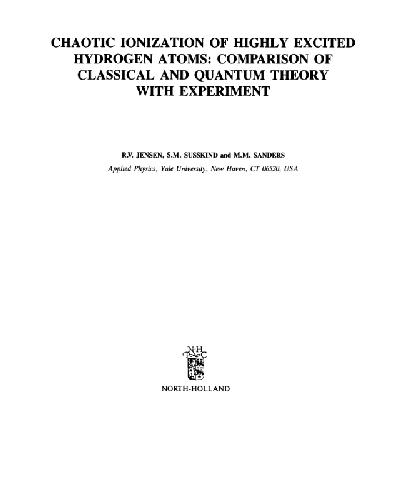 CHAOTIC IONIZATION OF HIGHLY EXCITED
HYDROGEN ATOMS: COMPARISON OF
CLASSICAL AND QUANTUM THEORY
WITH EXPERIMENT
R.V. JENSEN, S.M. SUSSKIND and M.M. SANDERS
Applied Physics, Yale University, New Haven, CT 06520, USA
NORTH-HOLLAND